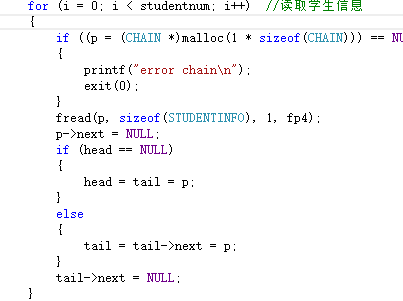 for (i = 0; i < studentnum; i++)  //读取学生信息
{
    if ((p = (CHAIN *)malloc(1 * sizeof(CHAIN))) == NU
    {
        printf("error chain\n");
        exit(0);
    }
    fread(p, sizeof(STUDENTINFO), 1, fp4);
    p->next = NULL;
    if (head == NULL)
    {
        head = tail = p;
    }
    else
    {
        tail = tail->next = p;
    }
    tail->next = NULL;
}